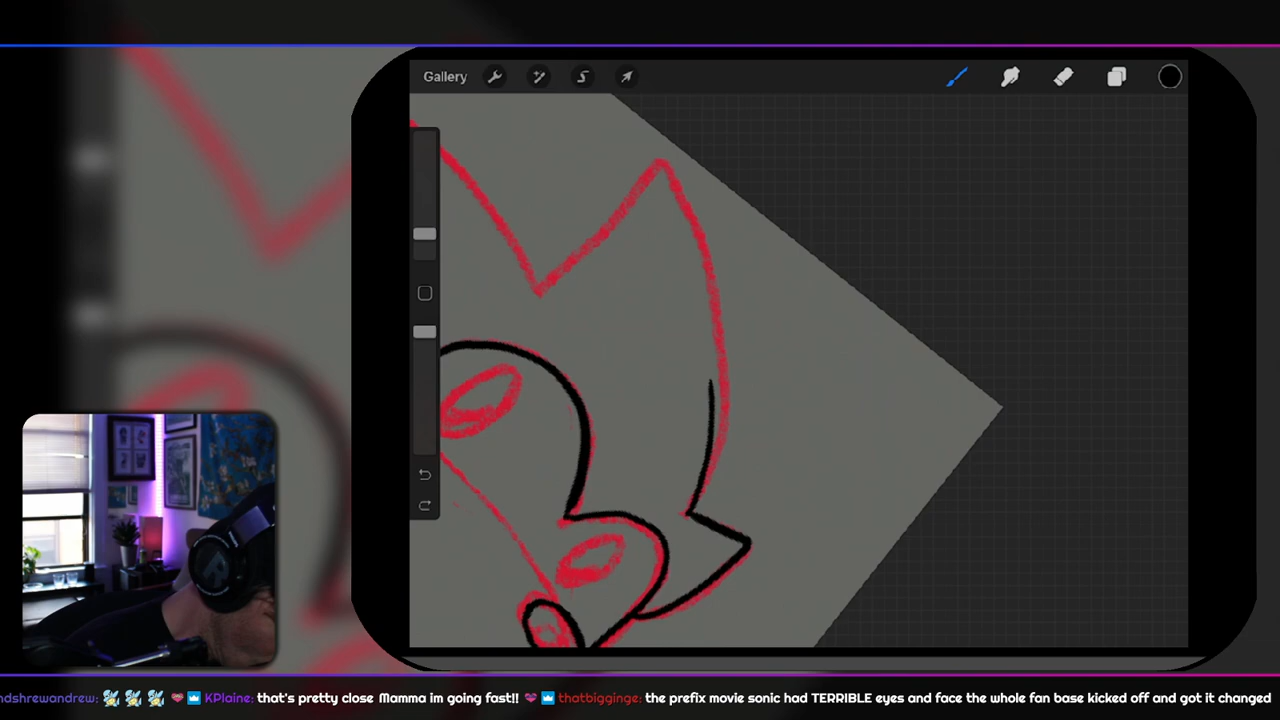 Gallery
ndshrewandrew: KPlaine: that's pretty close Mamma im going fast!! thatbigginge: the prefix movie sonic had TERRIBLE eyes and face the whole fan base kicked off and got it changed